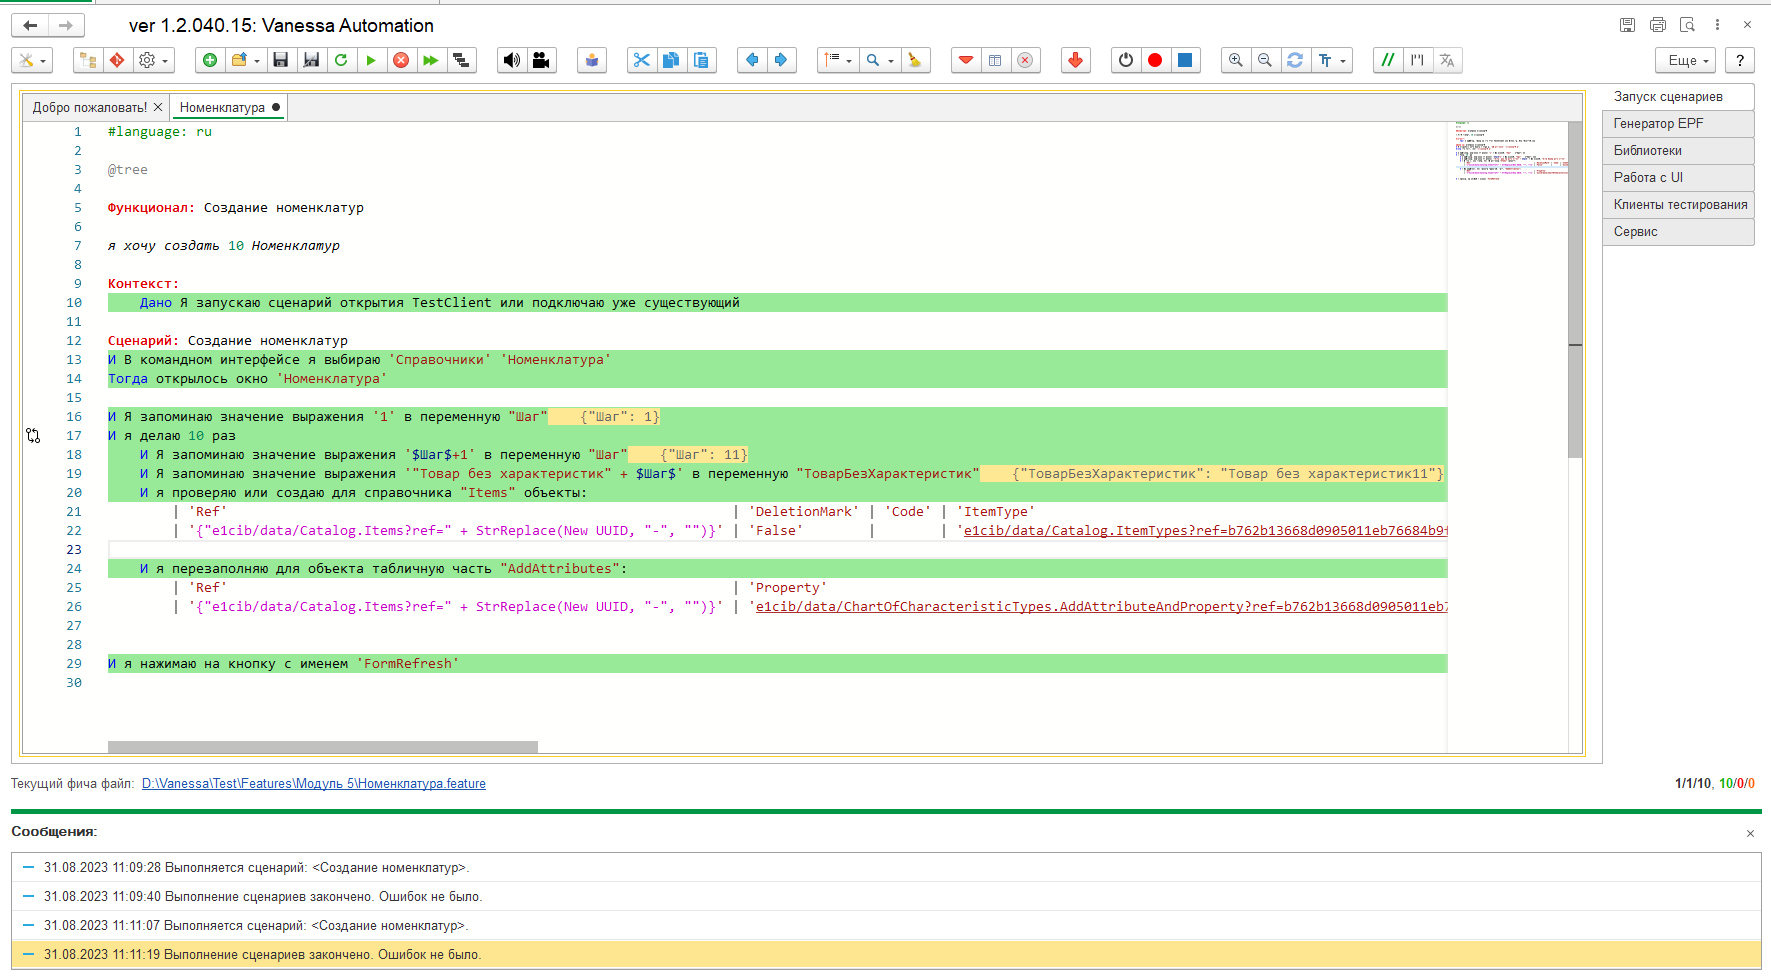 ver 1.2.040.15: Vanessa Automation
Еще
?
Добро пожаловать!
Номенклатура
Запуск сценариев
Генератор EPF
Библиотеки
Работа с UI
Клиенты тестирования
Сервис
1 #language: ru
2
3 @tree
4
5 Функционал: Создание номенклатур
6
7 я хочу создать 10 Номенклатур
8
9 Контекст:
10 Дано Я запускаю сценарий открытия TestClient или подключаю уже существующий
11
12 Сценарий: Создание номенклатур
13 И В командном интерфейсе я выбираю 'Справочники' 'Номенклатура'
14 Тогда открылось окно 'Номенклатура'
15
16 И Я запоминаю значение выражения '1' в переменную "Шаг" {"Шаг": 1}
17 И я делаю 10 раз
18 И Я запоминаю значение выражения '$Шаг$+1' в переменную "Шаг" {"Шаг": 11}
19 И Я запоминаю значение выражения '"Товар без характеристик" + $Шаг$' в переменную "ТоварБезХарактеристик" {"ТоварБезХарактеристик": "Товар без характеристик11"}
20 И я проверяю или создаю для справочника "Items" объекты:
21 | 'Ref' | 'DeletionMark' | 'Code' | 'ItemType'
22 | '{"e1cib/data/Catalog.Items?ref=" + StrReplace(New UUID, "-", "")}' | 'False' | | 'e1cib/data/Catalog.ItemTypes?ref=b762b13668d0905011eb76684b9f
23
24 И я перезаполняю для объекта табличную часть "AddAttributes":
25 | 'Ref' | 'Property'
26 | '{"e1cib/data/Catalog.Items?ref=" + StrReplace(New UUID, "-", "")}' | 'e1cib/data/ChartOfCharacteristicTypes.AddAttributeAndProperty?ref=b762b13668d0905011eb7
27
28
29 И я нажимаю на кнопку с именем 'FormRefresh'
30
Текущий фича файл: D:\Vanessa\Test\Features\Модуль 5\Номенклатура.feature
1/1/10, 10/0/0
Сообщения:
31.08.2023 11:09:28 Выполняется сценарий: <Создание номенклатур>.
31.08.2023 11:09:40 Выполнение сценариев закончено. Ошибок не было.
31.08.2023 11:11:07 Выполняется сценарий: <Создание номенклатур>.
31.08.2023 11:11:19 Выполнение сценариев закончено. Ошибок не было.